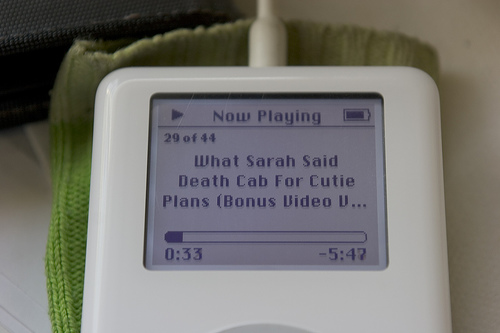 Now Playing
29 of 44
What Sarah Said
Death Cab For Cutie
Plans (Bonus Video V...
0:33 -5:47